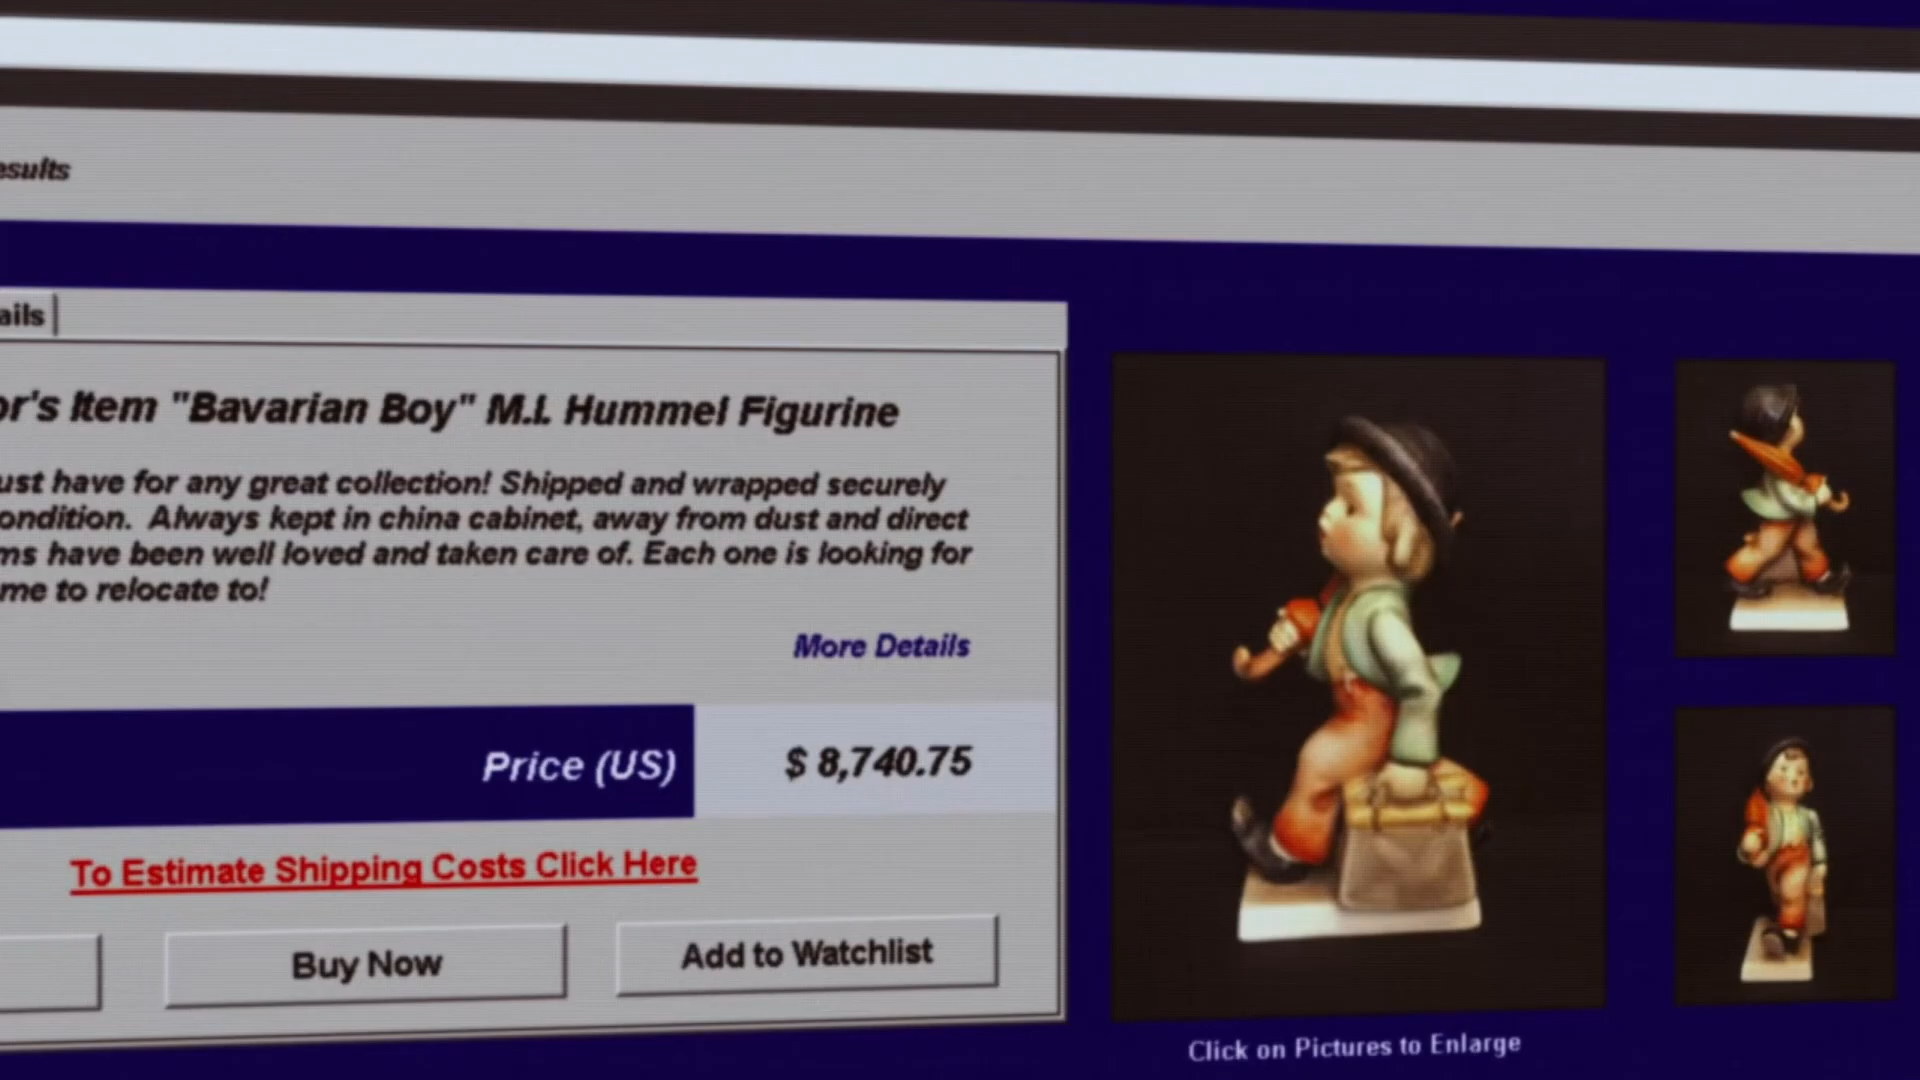 esults
ails
or's Item "Bavarian Boy" M.I. Hummel Figurine
ust have for any great collection! Shipped and wrapped securely
ondition. Always kept in china cabinet, away from dust and direct
ms have been well loved and taken care of. Each one is looking for
me to relocate to!
More Details
Price (US) $ 8,740.75
To Estimate Shipping Costs Click Here
Buy Now
Add to Watchlist
Click on Pictures to Enlarge